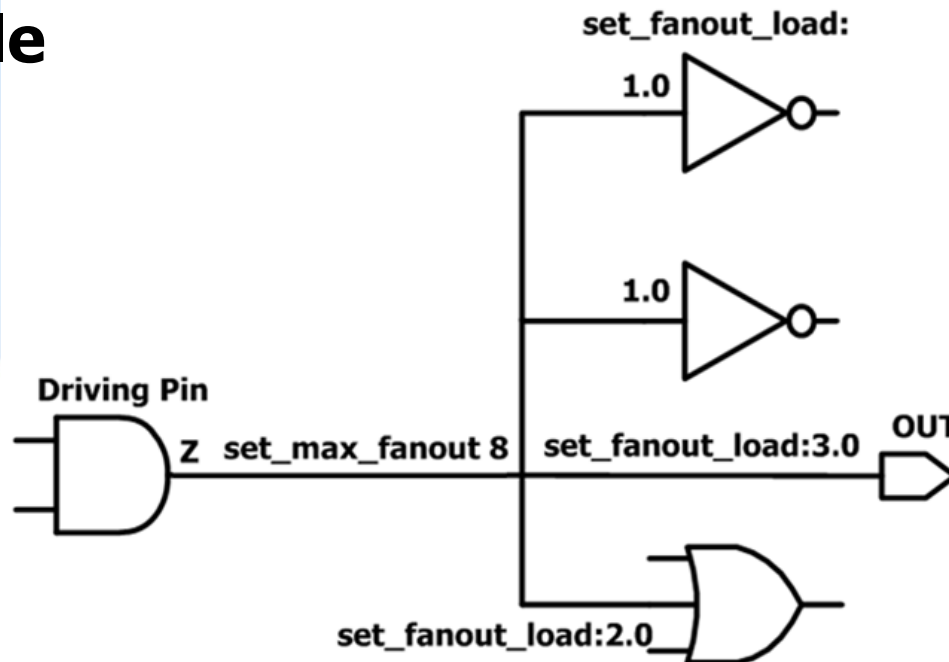 le
set_fanout_load:
1.0
1.0
Driving Pin
Z set_max_fanout 8 set_fanout_load:3.0
OUT
set_fanout_load:2.0